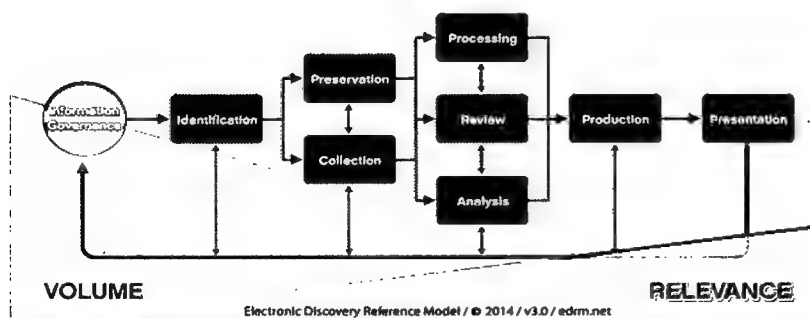 Processing
Preservation
Information
Governance
Identification
Review
Production
Presentation
Collection
Analysis
VOLUME
RELEVANCE
Electronic Discovery Reference Model / © 2014 / v3.0 / edrm.net